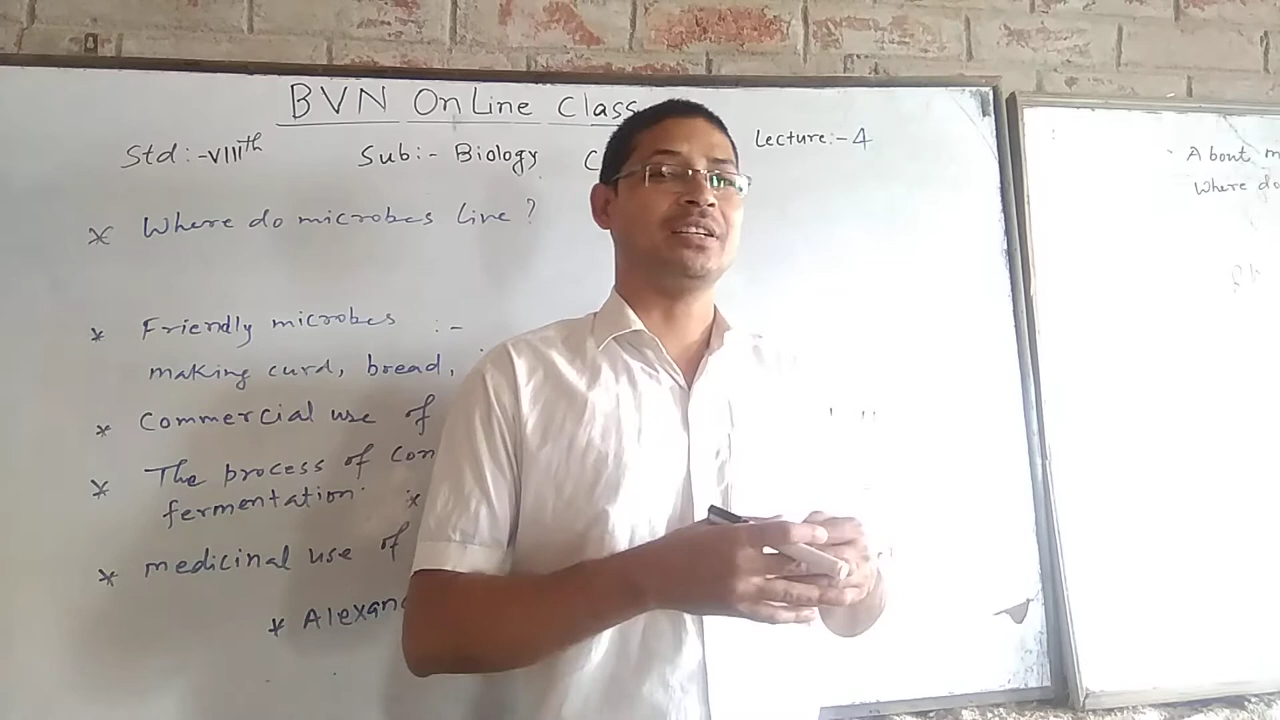 BVN OnLine Class
Std:-VIIIth Sub:- Biology Lecture:-4
* Where do microbes live?
* Friendly microbes :-
making curd, bread,
* Commercial use of
* The process of con
fermentation *
* medicinal use of
* Alexan
About m
Where do